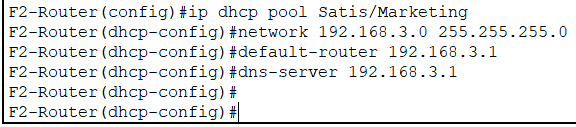 F2-Router(config)#ip dhcp pool Satis/Marketing
F2-Router(dhcp-config)#network 192.168.3.0 255.255.255.0
F2-Router(dhcp-config)#default-router 192.168.3.1
F2-Router(dhcp-config)#dns-server 192.168.3.1
F2-Router(dhcp-config)#
F2-Router(dhcp-config)#